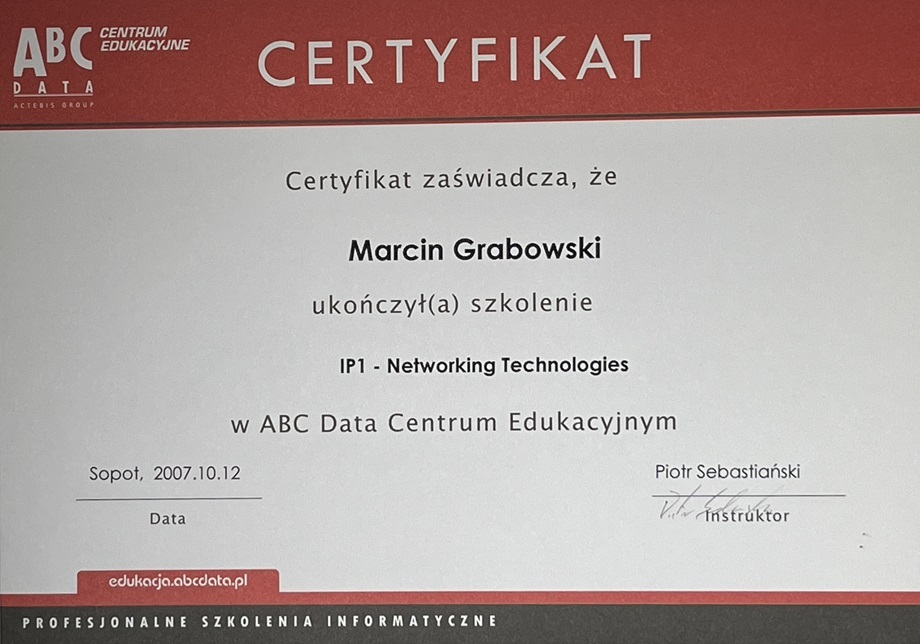 ABC CENTRUM
EDUKACYJNE
DATA
ACTEBIS GROUP
CERTYFIKAT
Certyfikat zaświadcza, że
Marcin Grabowski
ukończył(a) szkolenie
IP1 - Networking Technologies
w ABC Data Centrum Edukacyjnym
Sopot, 2007.10.12
Piotr Sebastiański
Data
Instruktor
edukacja.abcdata.pl
PROFESJONALNE SZKOLENIA INFORMATYCZNE